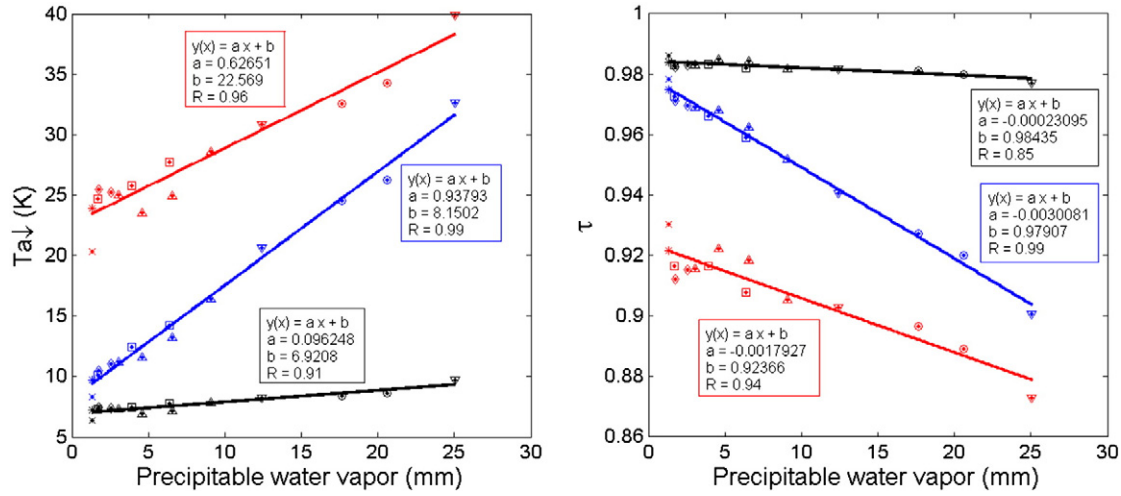 40
35
30
25
20
15
10
5
0
5
10
15
20
25
30
Ta↓ (K)
Precipitable water vapor (mm)
y(x) = a x + b
a = 0.62651
b = 22.569
R = 0.96
y(x) = a x + b
a = 0.93793
b = 8.1502
R = 0.99
y(x) = a x + b
a = 0.096248
b = 6.9208
R = 0.91
1
0.98
0.96
0.94
0.92
0.9
0.88
0.86
0
5
10
15
20
25
30
τ
Precipitable water vapor (mm)
y(x) = a x + b
a = -0.00023095
b = 0.98435
R = 0.85
y(x) = a x + b
a = -0.0030081
b = 0.97907
R = 0.99
y(x) = a x + b
a = -0.0017927
b = 0.92366
R = 0.94